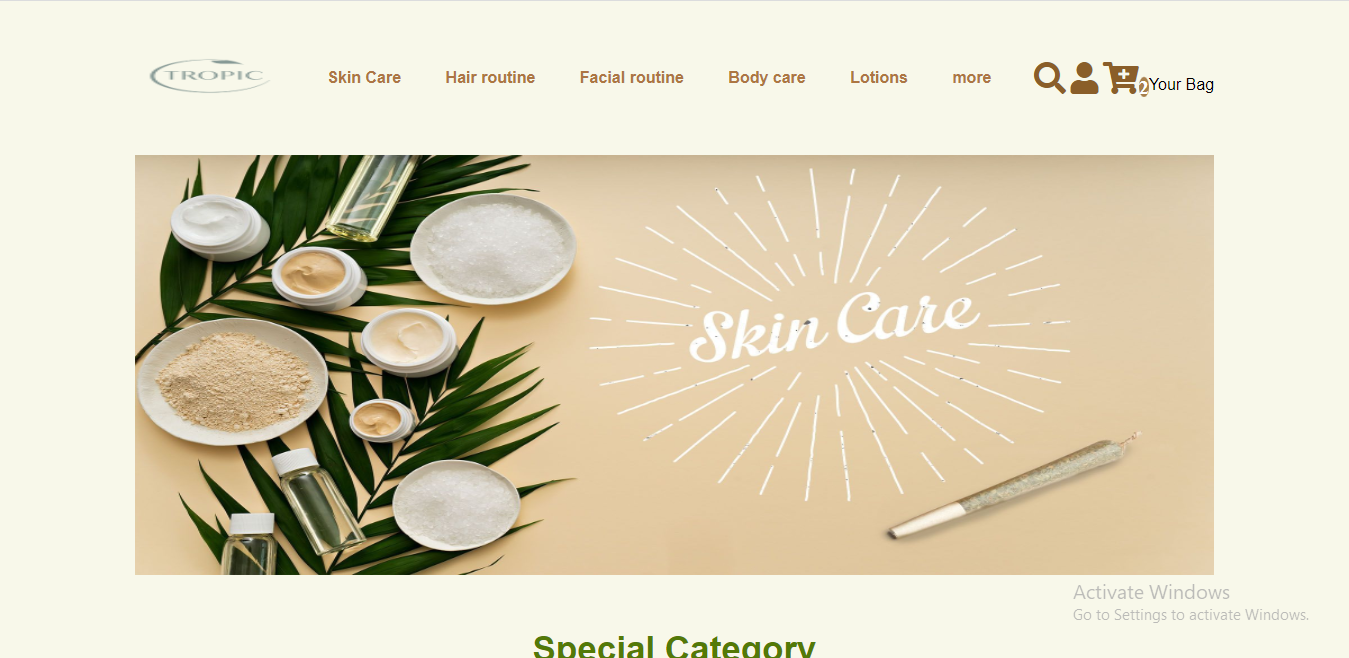 TROPIC
Skin Care Hair routine Facial routine Body care Lotions more 2 Your Bag
Skin Care
Activate Windows
Go to Settings to activate Windows.
Special Category